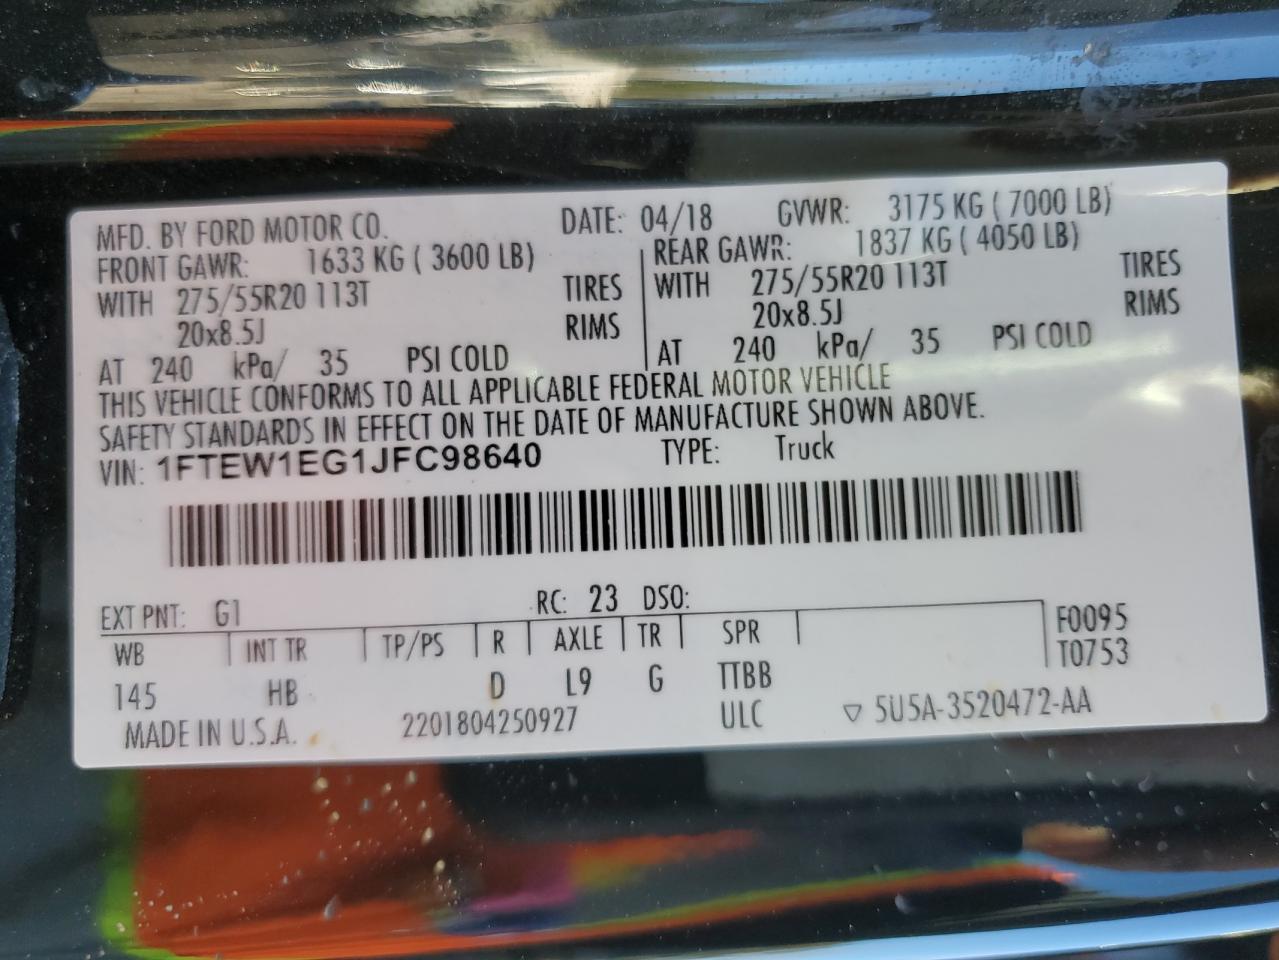 MFD. BY FORD MOTOR CO. DATE: 04/18 GVWR: 3175 KG ( 7000 LB)
FRONT GAWR: 1633 KG ( 3600 LB) REAR GAWR: 1837 KG ( 4050 LB)
WITH 275/55R20 113T TIRES WITH 275/55R20 113T TIRES
20x8.5J RIMS 20x8.5J RIMS
AT 240 kPa/ 35 PSI COLD AT 240 kPa/ 35 PSI COLD
THIS VEHICLE CONFORMS TO ALL APPLICABLE FEDERAL MOTOR VEHICLE
SAFETY STANDARDS IN EFFECT ON THE DATE OF MANUFACTURE SHOWN ABOVE.
VIN: 1FTEW1EG1JFC98640 TYPE: Truck
EXT PNT: G1 RC: 23 DSO: F0095
WB INT TR TP/PS R AXLE TR SPR T0753
145 HB D L9 G TTBB
MADE IN U.S.A. 2201804250927 ULC ▽ 5U5A-3520472-AA